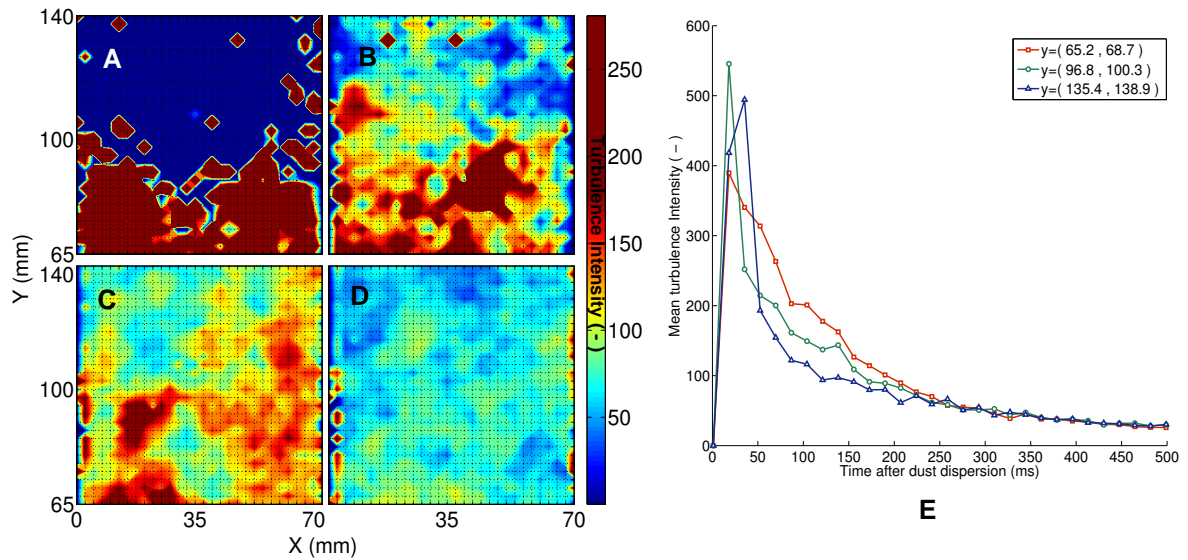 140
100
65
140
100
65
Y (mm)
A
B
C
D
0
35
70
35
70
X (mm)
250
200
150
100
50
Turbulence Intensity ( - )
600
500
400
300
200
100
0
Mean turbulence Intensity ( – )
y=( 65.2 , 68.7 )
y=( 96.8 , 100.3 )
y=( 135.4 , 138.9 )
0 50 100 150 200 250 300 350 400 450 500
Time after dust dispersion (ms)
E